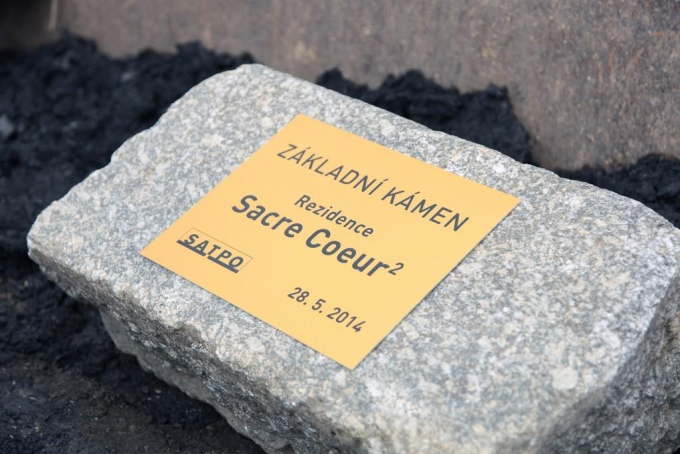 ZÁKLADNÍ KÁMEN
Rezidence
Sacre Coeur²
SATPO
28. 5. 2014